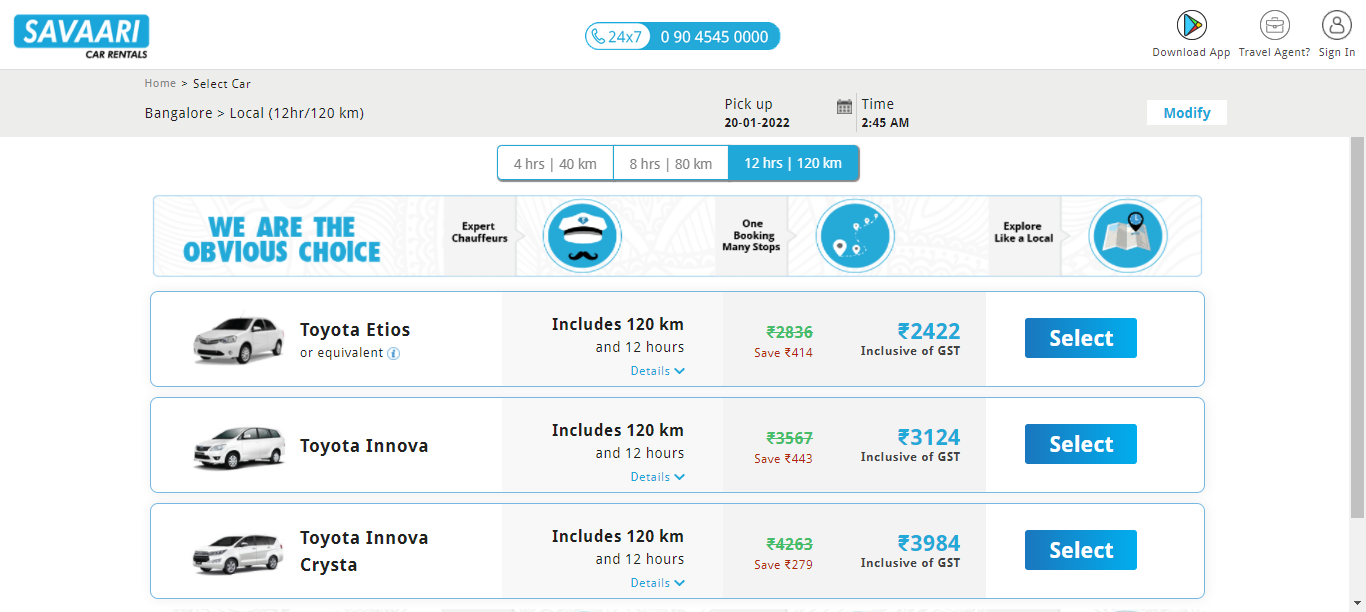 SAVAARI
CAR RENTALS
24x7 0 90 4545 0000
Download App Travel Agent? Sign In
Home > Select Car
Bangalore > Local (12hr/120 km)
Pick up
20-01-2022
Time
2:45 AM
Modify
4 hrs | 40 km 8 hrs | 80 km 12 hrs | 120 km
WE ARE THE
OBVIOUS CHOICE
Expert
Chauffeurs
One
Booking
Many Stops
Explore
Like a Local
Toyota Etios
or equivalent i
Includes 120 km
and 12 hours
Details
₹2836
Save ₹414
₹2422
Inclusive of GST
Select
Toyota Innova
Includes 120 km
and 12 hours
Details
₹3567
Save ₹443
₹3124
Inclusive of GST
Select
Toyota Innova
Crysta
Includes 120 km
and 12 hours
Details
₹4263
Save ₹279
₹3984
Inclusive of GST
Select